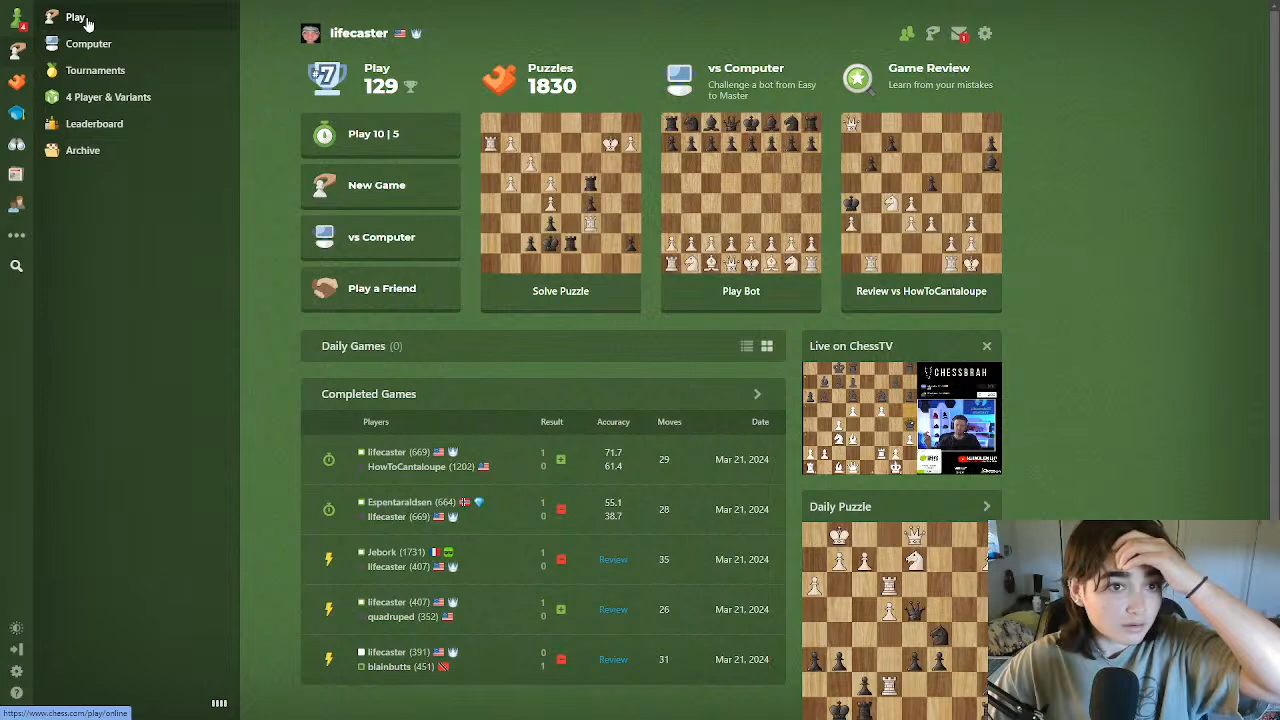 4
Play
Computer
Tournaments
4 Player & Variants
Leaderboard
Archive
lifecaster
1
#7
Play
129
Puzzles
1830
vs Computer
Challenge a bot from Easy
to Master
Game Review
Learn from your mistakes
Play 10 | 5
New Game
vs Computer
Play a Friend
Solve Puzzle
Play Bot
Review vs HowToCantaloupe
Daily Games (0)
Live on ChessTV
CHESSBRAH
Completed Games
Players Result Accuracy Moves Date
lifecaster (669) 1 71.7
HowToCantaloupe (1202) 0 61.4
29 Mar 21, 2024
Espentaraldsen (664) 1 55.1
lifecaster (669) 0 38.7
28 Mar 21, 2024
Jebork (1731) 1
lifecaster (407) 0
Review 35 Mar 21, 2024
lifecaster (407) 1
quadruped (352) 0
Review 26 Mar 21, 2024
lifecaster (391) 0
blainbutts (451) 1
Review 31 Mar 21, 2024
Daily Puzzle
https://www.chess.com/play/online